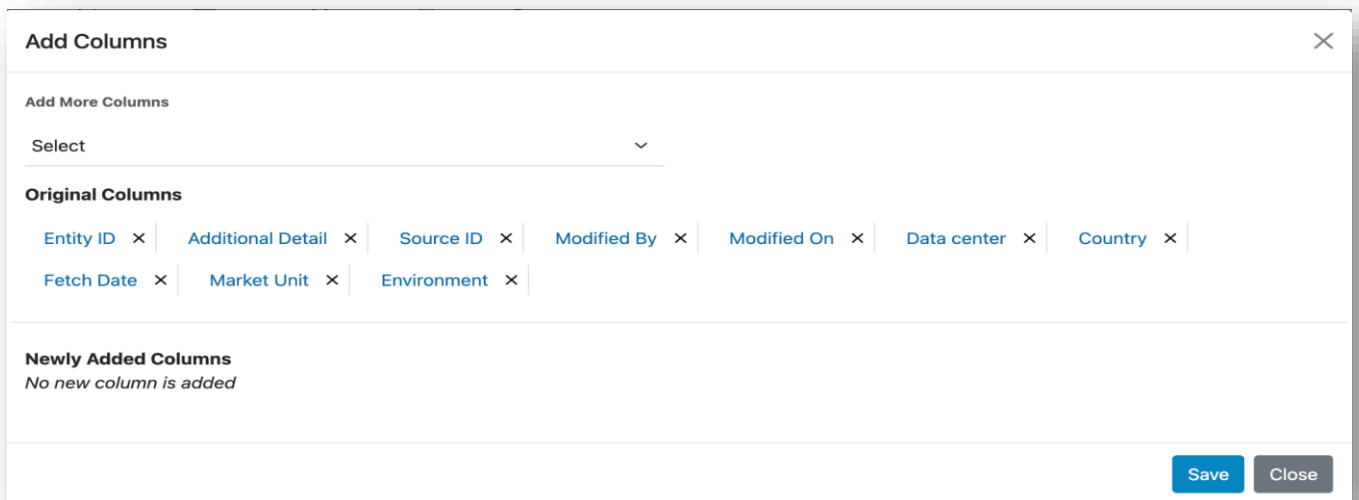 Add Columns
Add More Columns
Select
Original Columns
Entity ID × Additional Detail × Source ID × Modified By × Modified On × Data center × Country ×
Fetch Date × Market Unit × Environment ×
Newly Added Columns
No new column is added
Save Close